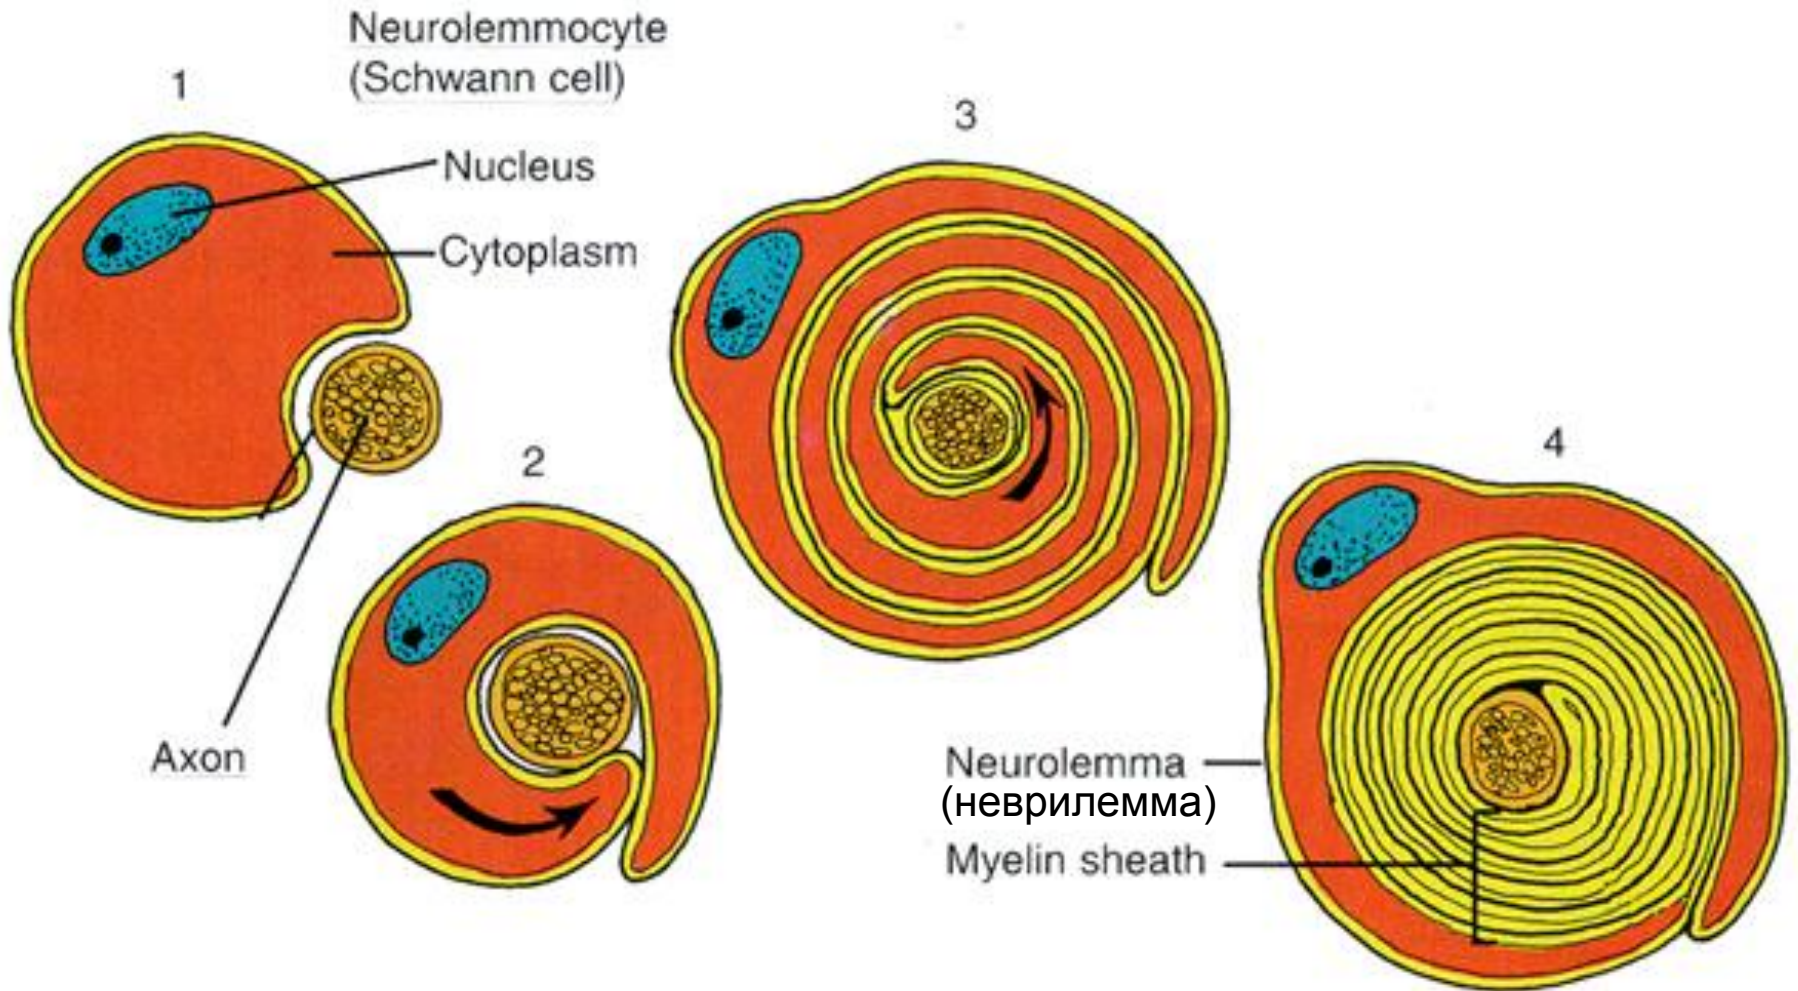 Neurolemmocyte
(Schwann cell)
1
Nucleus
Cytoplasm
3
2
4
Axon
Neurolemma
(неврилемма)
Myelin sheath